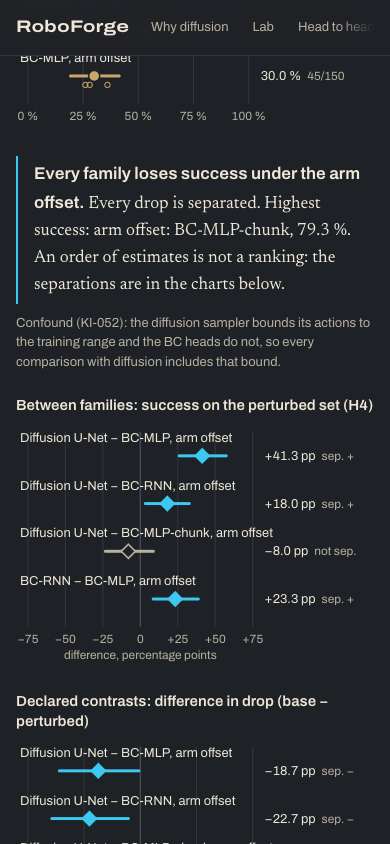 RoboForge Why diffusion Lab Head to head
BC-MLP, arm offset
30.0 % 45/150
0 % 25 % 50 % 75 % 100 %
Every family loses success under the arm
offset. Every drop is separated. Highest
success: arm offset: BC-MLP-chunk, 79.3 %.
An order of estimates is not a ranking: the
separations are in the charts below.
Confound (KI-052): the diffusion sampler bounds its actions to
the training range and the BC heads do not, so every
comparison with diffusion includes that bound.
Between families: success on the perturbed set (H4)
Diffusion U-Net – BC-MLP, arm offset
+41.3 pp sep. +
Diffusion U-Net – BC-RNN, arm offset
+18.0 pp sep. +
Diffusion U-Net – BC-MLP-chunk, arm offset
−8.0 pp not sep.
BC-RNN – BC-MLP, arm offset
+23.3 pp sep. +
−75 −50 −25 0 +25 +50 +75
difference, percentage points
Declared contrasts: difference in drop (base –
perturbed)
Diffusion U-Net – BC-MLP, arm offset
−18.7 pp sep. –
Diffusion U-Net – BC-RNN, arm offset
−22.7 pp sep. –